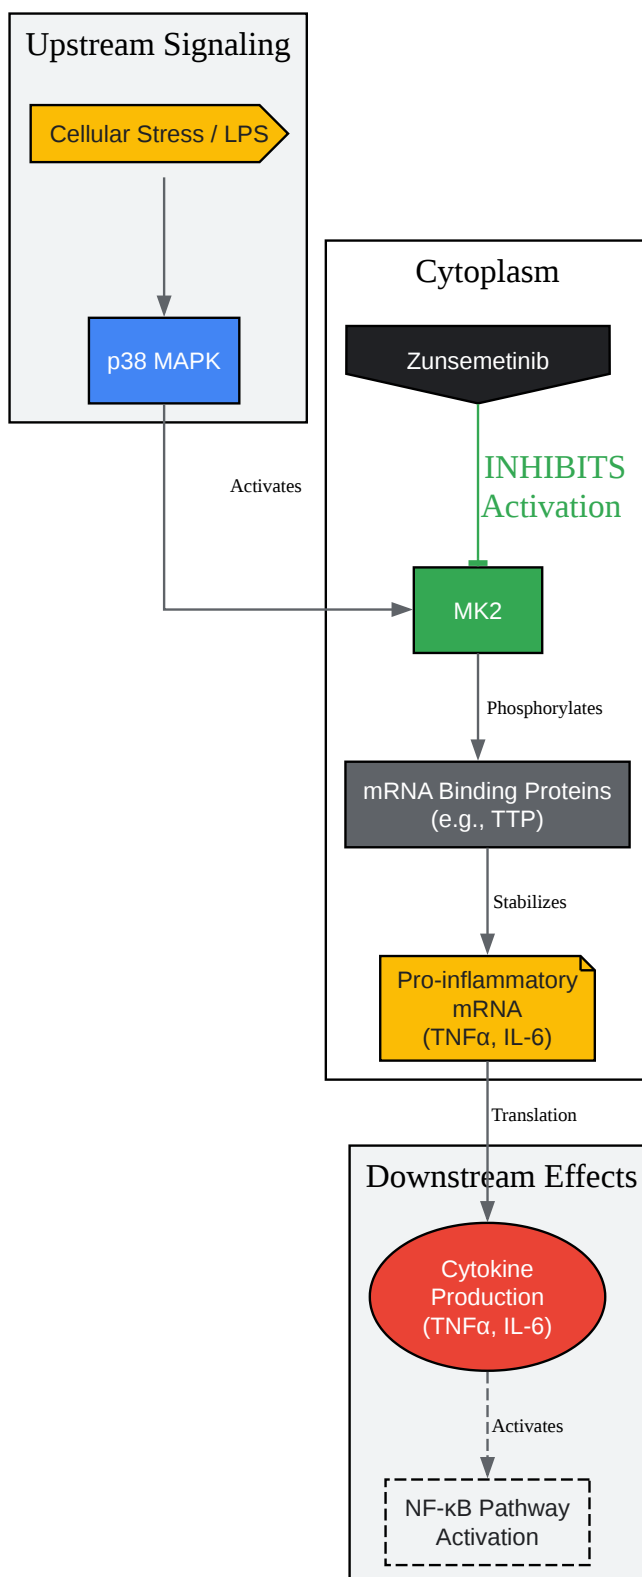 Upstream Signaling
Cellular Stress / LPS
p38 MAPK
Activates
Cytoplasm
Zunsemetinib
INHIBITS
Activation
MK2
Phosphorylates
mRNA Binding Proteins
(e.g., TTP)
Stabilizes
Pro-inflammatory
mRNA
(TNFα, IL-6)
Translation
Downstream Effects
Cytokine
Production
(TNFα, IL-6)
Activates
NF-κB Pathway
Activation